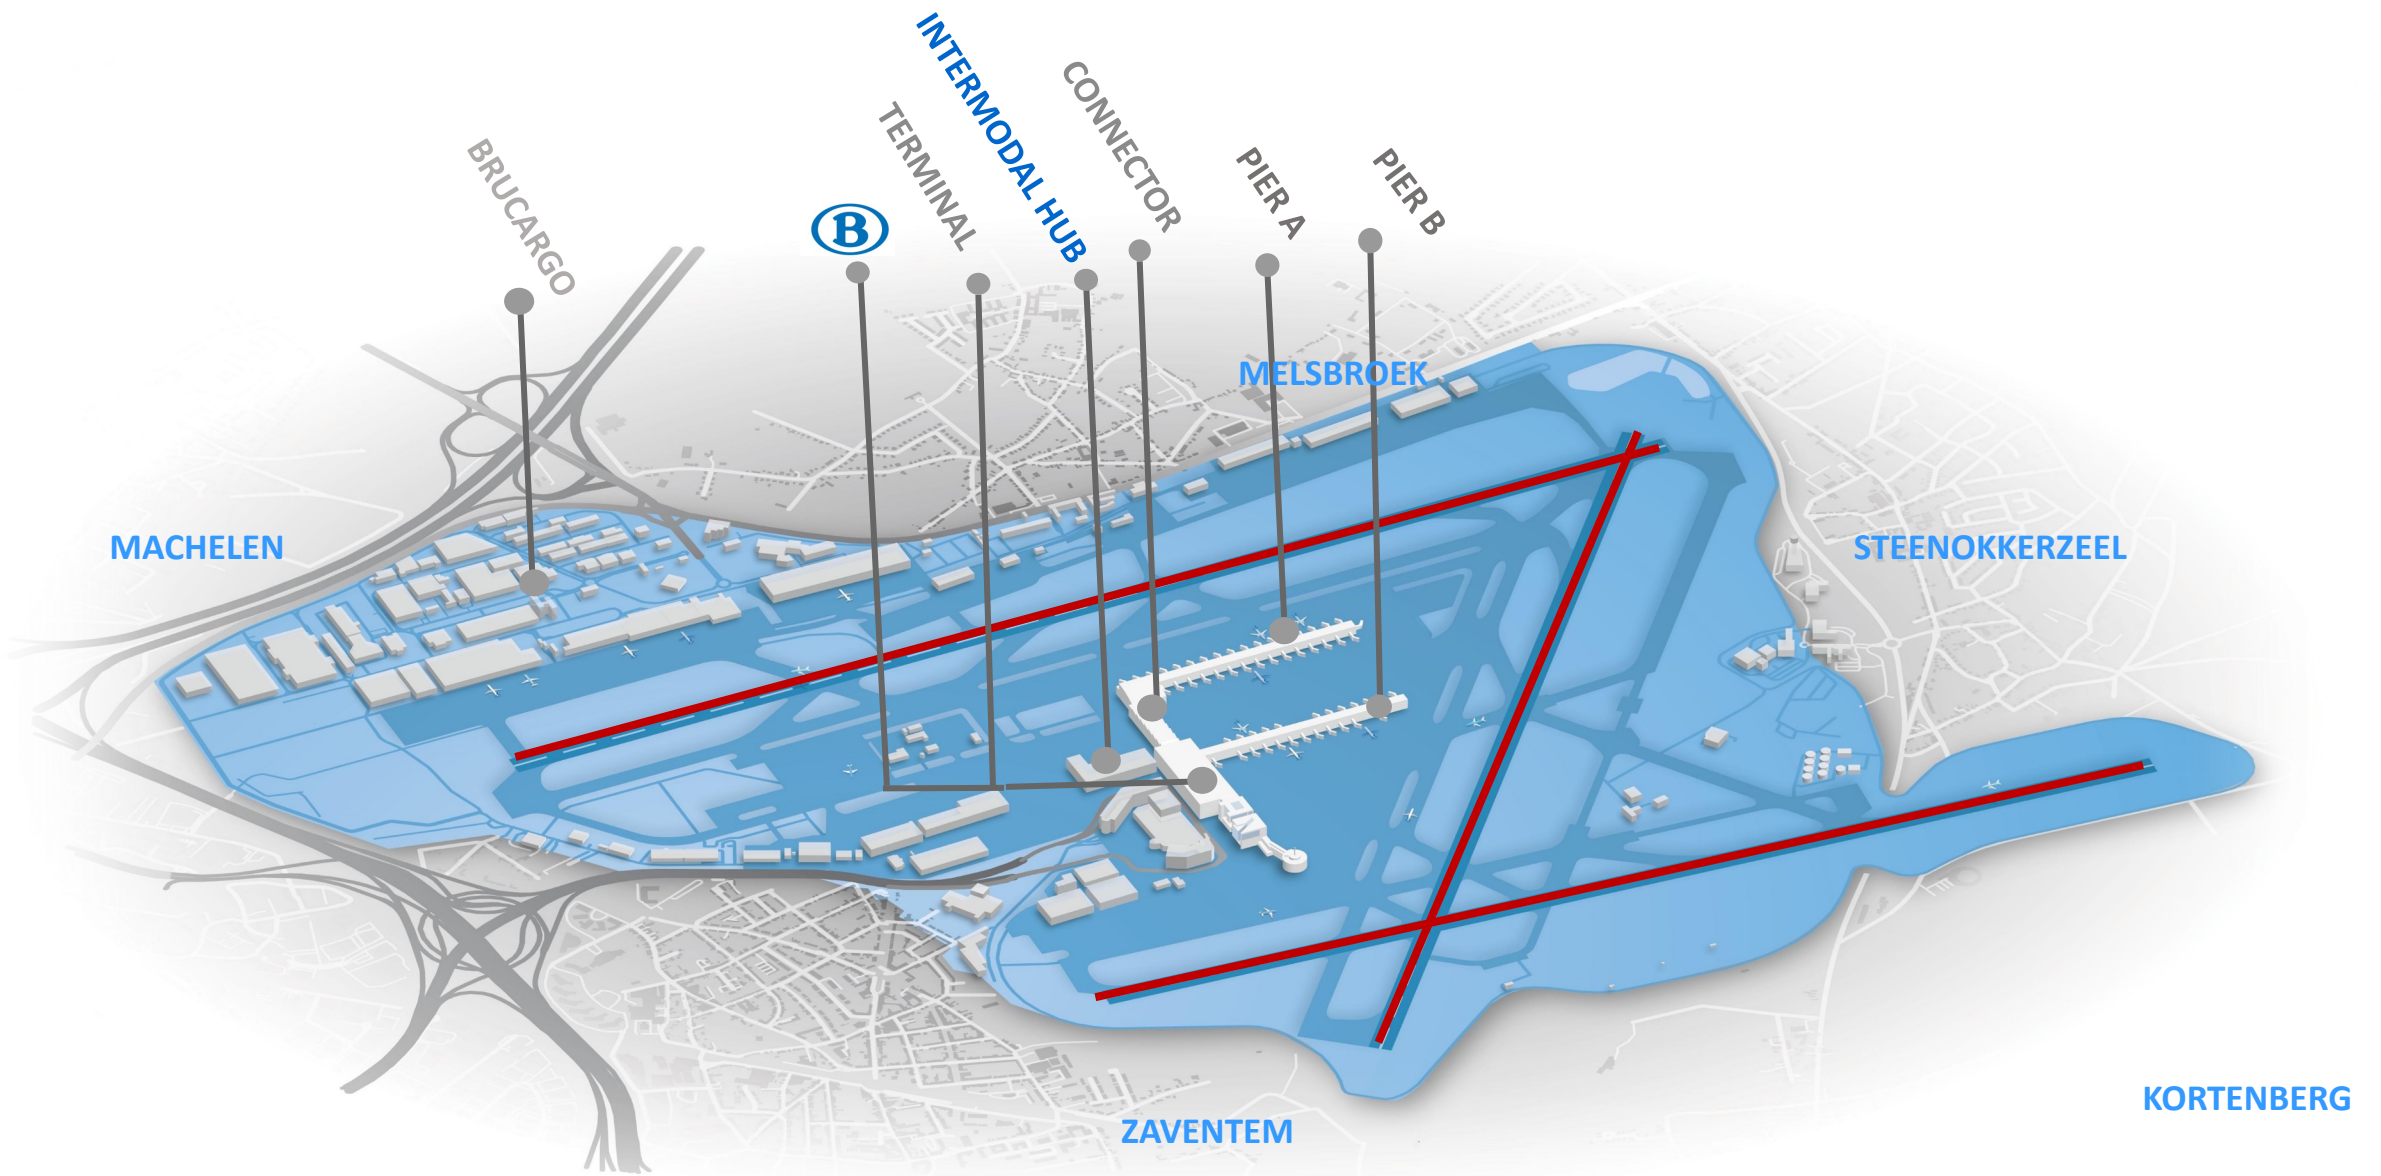 INTERMODAL HUB
CONNECTOR
TERMINAL
BRUCARGO
PIER A
PIER B
B
MELSBROEK
MACHELEN
STEENOKKERZEEL
KORTENBERG
ZAVENTEM